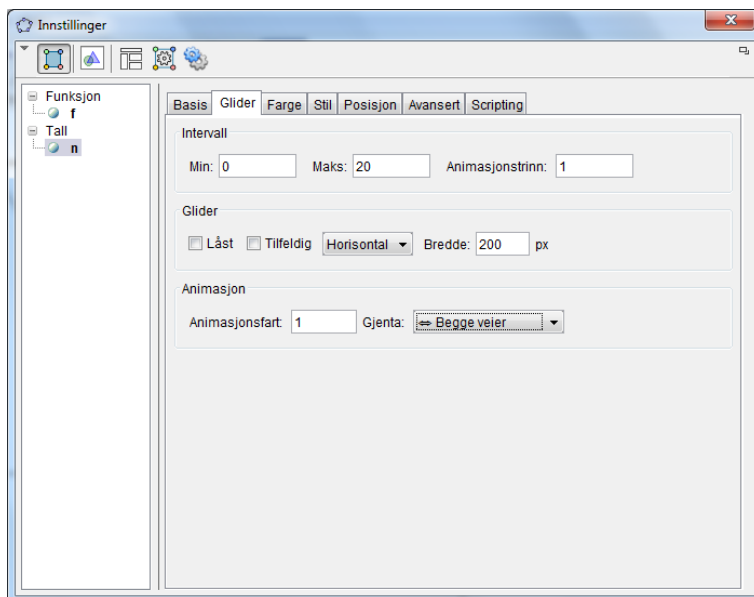 Innstillinger
Funksjon
f
Tall
n
Basis Glider Farge Stil Posisjon Avansert Scripting
Intervall
Min: 0 Maks: 20 Animasjonstrinn: 1
Glider
Låst Tilfeldig Horisontal Bredde: 200 px
Animasjon
Animasjonsfart: 1 Gjenta: ⇔ Begge veier